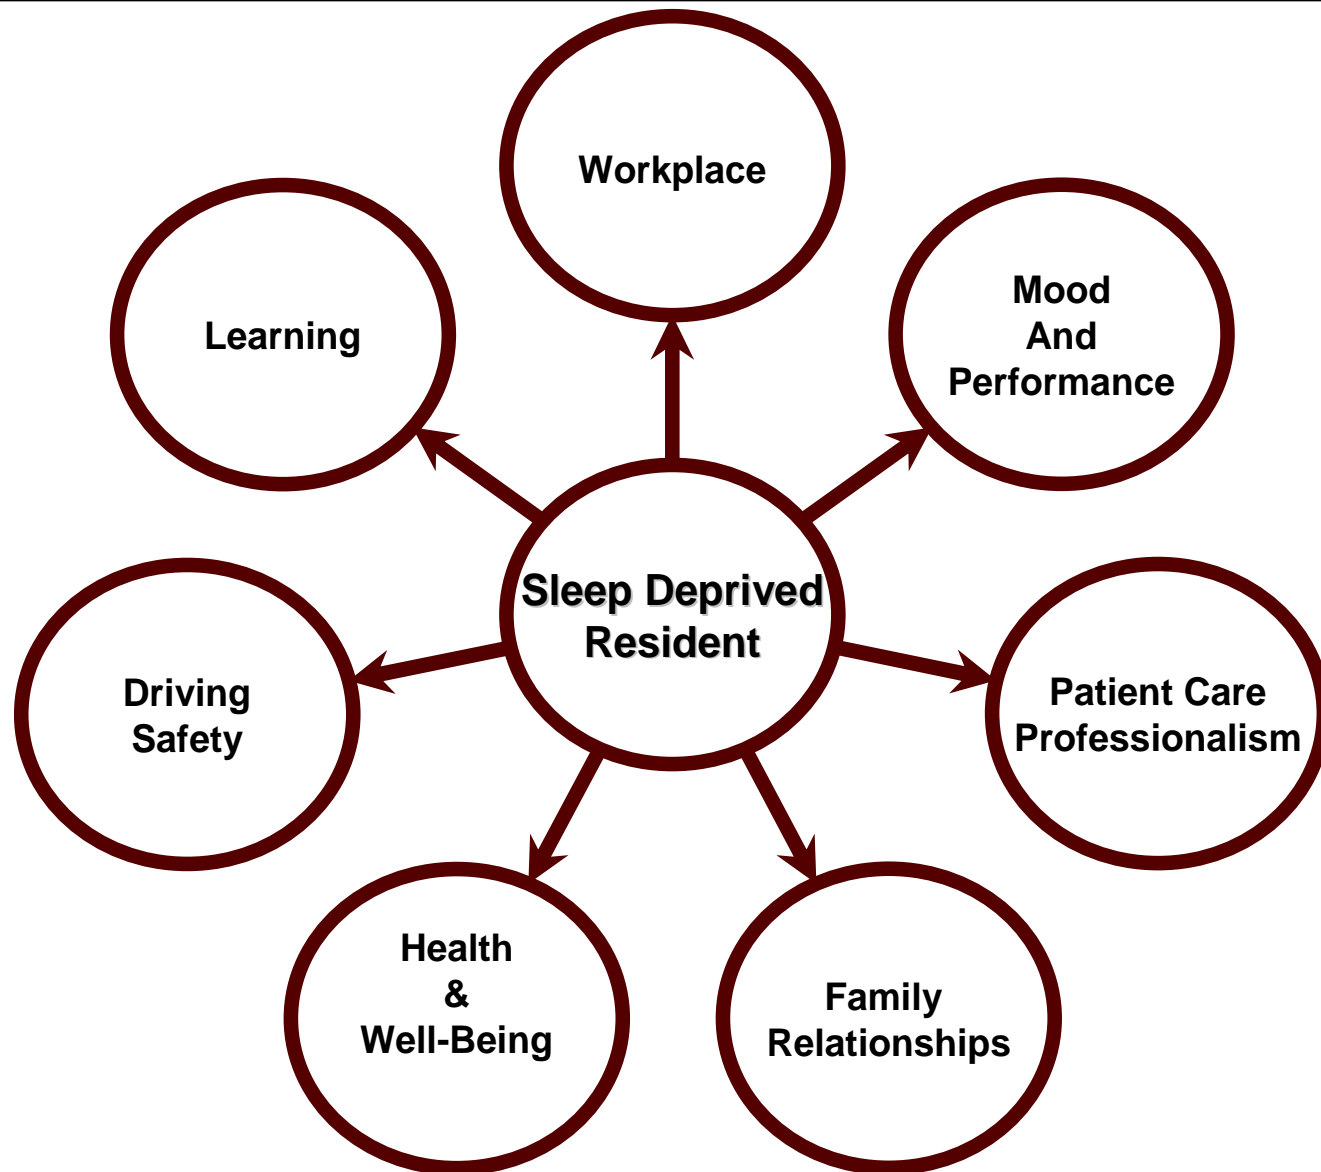 Workplace
Mood
And
Performance
Learning
Sleep Deprived
Resident
Patient Care
Professionalism
Driving
Safety
Health
&
Well-Being
Family
Relationships